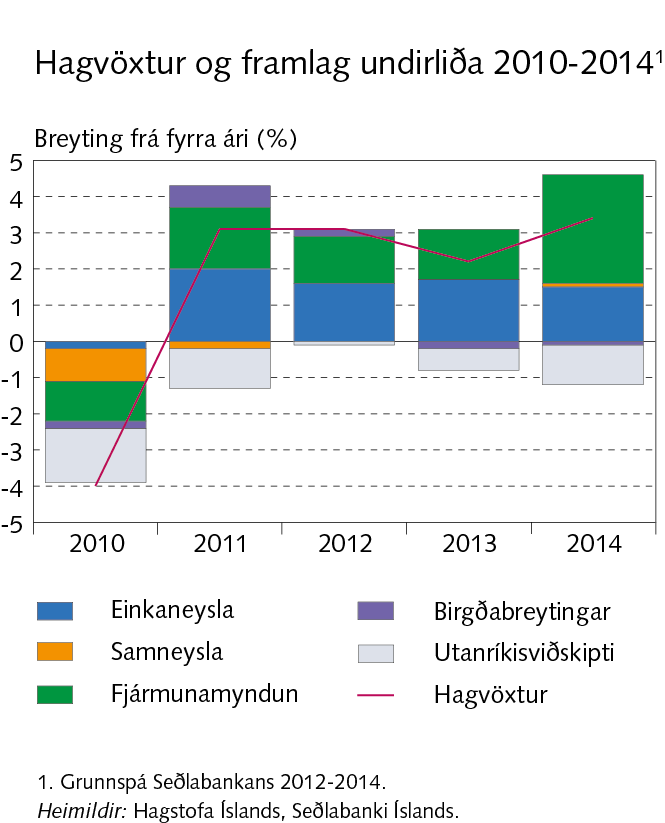 Hagvöxtur og framlag undirliða 2010-2014¹
Breyting frá fyrra ári (%)
5
4
3
2
1
0
-1
-2
-3
-4
-5
2010 2011 2012 2013 2014
Einkaneysla
Samneysla
Fjármunamyndun
Birgðabreytingar
Utanríkisviðskipti
Hagvöxtur
1. Grunnspá Seðlabankans 2012-2014.
Heimildir: Hagstofa Íslands, Seðlabanki Íslands.